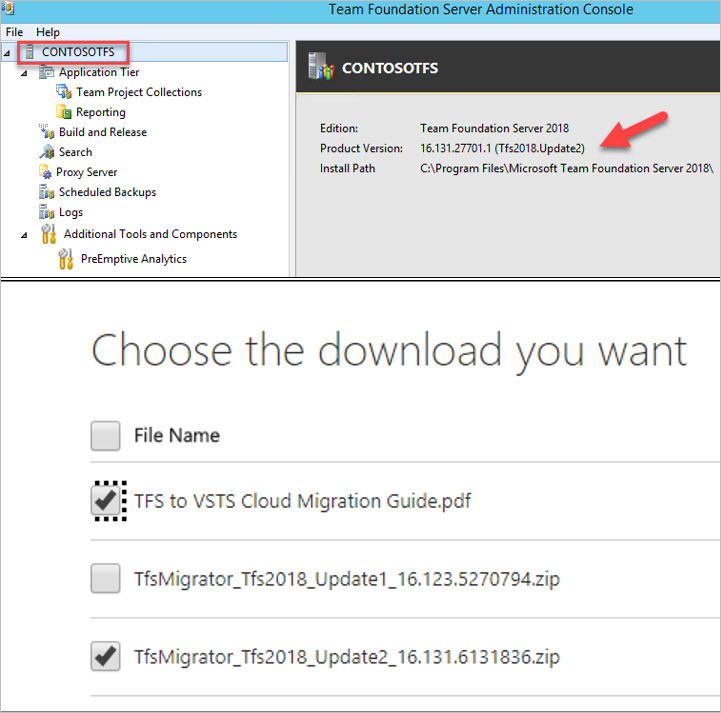 Team Foundation Server Administration Console
File Help
CONTOSOTFS
Application Tier
Team Project Collections
Reporting
Build and Release
Search
Proxy Server
Scheduled Backups
Logs
Additional Tools and Components
PreEmptive Analytics
CONTOSOTFS
Edition: Team Foundation Server 2018
Product Version: 16.131.27701.1 (Tfs2018.Update2)
Install Path C:\Program Files\Microsoft Team Foundation Server 2018\
Choose the download you want
File Name
TFS to VSTS Cloud Migration Guide.pdf
TfsMigrator_Tfs2018_Update1_16.123.5270794.zip
TfsMigrator_Tfs2018_Update2_16.131.6131836.zip